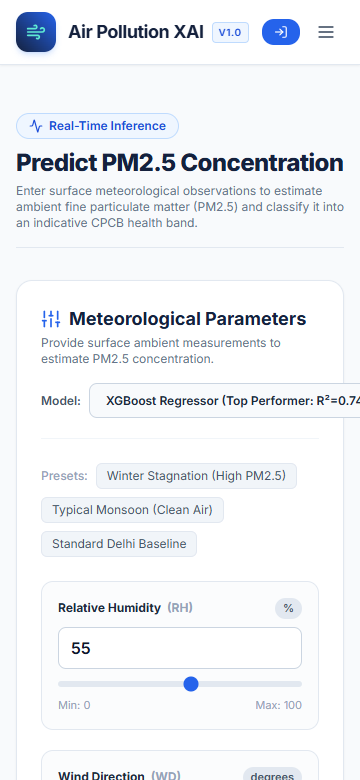 Air Pollution XAI V1.0
Real-Time Inference
Predict PM2.5 Concentration
Enter surface meteorological observations to estimate
ambient fine particulate matter (PM2.5) and classify it into
an indicative CPCB health band.
Meteorological Parameters
Provide surface ambient measurements to
estimate PM2.5 concentration.
Model: XGBoost Regressor (Top Performer: R²=0.74
Presets: Winter Stagnation (High PM2.5)
Typical Monsoon (Clean Air)
Standard Delhi Baseline
Relative Humidity (RH) %
55
Min: 0 Max: 100
Wind Direction (WD) degrees